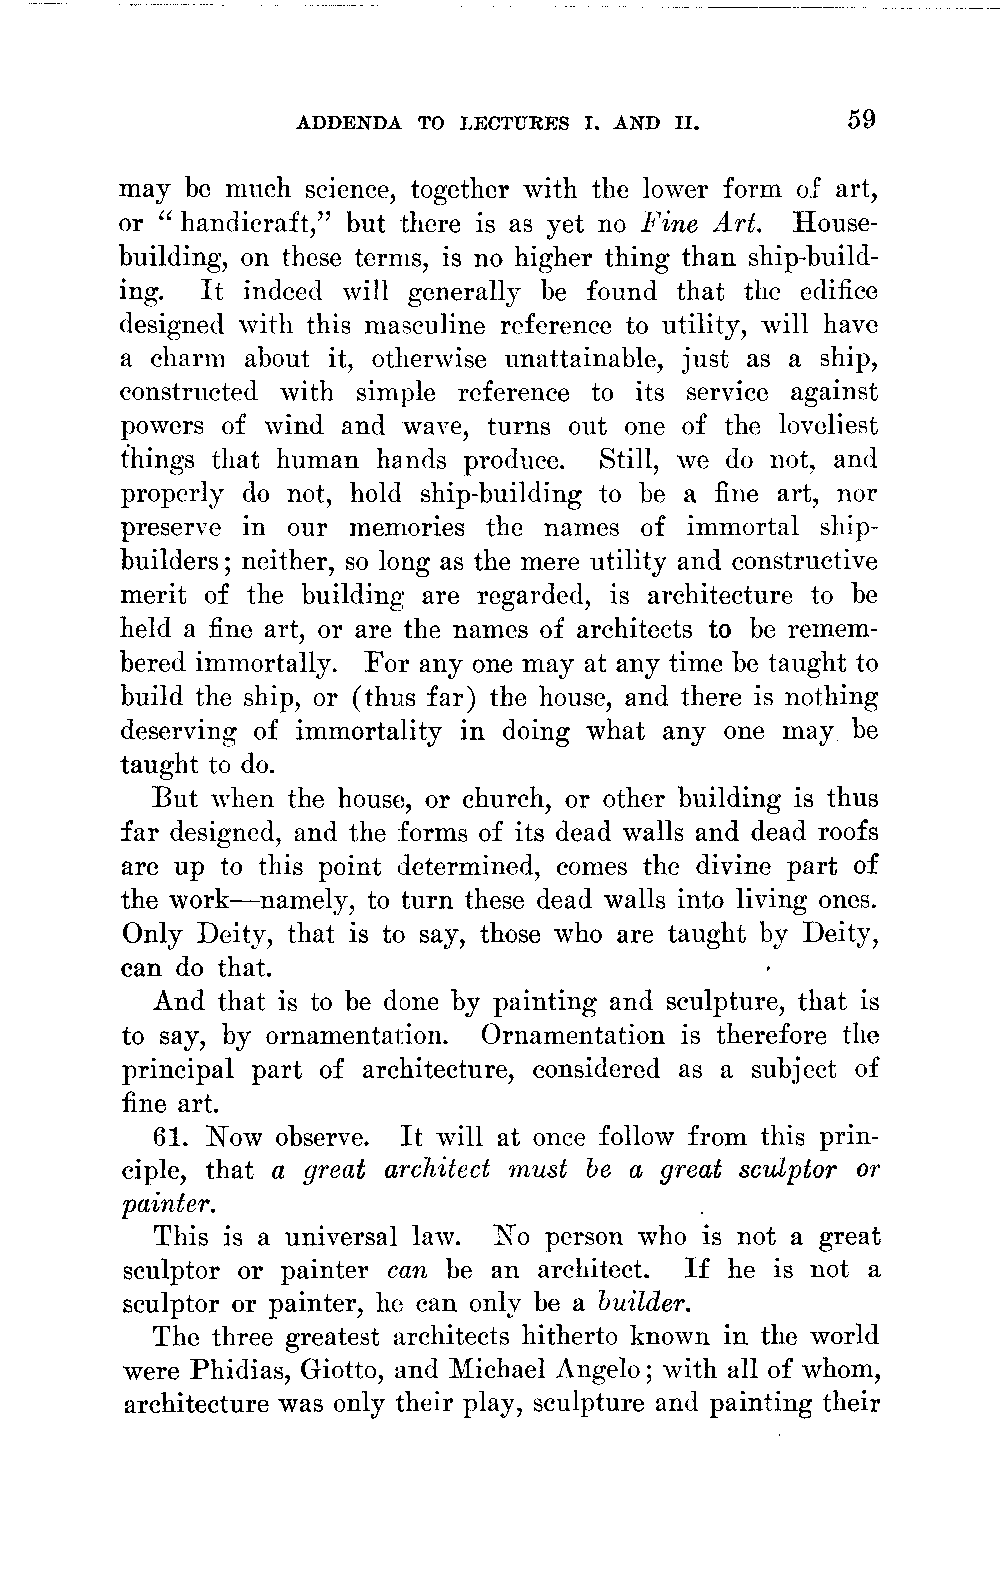 ADDENDA TO LECTURES I. AND II. 59
may be much science, together with the lower form of art,
or “ handicraft,” but there is as yet no Fine Art. House-
building, on these terms, is no higher thing than ship-build-
ing. It indeed will generally be found that the edifice
designed with this masculine reference to utility, will have
a charm about it, otherwise unattainable, just as a ship,
constructed with simple reference to its service against
powers of wind and wave, turns out one of the loveliest
things that human hands produce. Still, we do not, and
properly do not, hold ship-building to be a fine art, nor
preserve in our memories the names of immortal ship-
builders; neither, so long as the mere utility and constructive
merit of the building are regarded, is architecture to be
held a fine art, or are the names of architects to be remem-
bered immortally. For any one may at any time be taught to
build the ship, or (thus far) the house, and there is nothing
deserving of immortality in doing what any one may be
taught to do.
But when the house, or church, or other building is thus
far designed, and the forms of its dead walls and dead roofs
are up to this point determined, comes the divine part of
the work—namely, to turn these dead walls into living ones.
Only Deity, that is to say, those who are taught by Deity,
can do that.
And that is to be done by painting and sculpture, that is
to say, by ornamentation. Ornamentation is therefore the
principal part of architecture, considered as a subject of
fine art.
61. Now observe. It will at once follow from this prin-
ciple, that a great architect must be a great sculptor or
painter.
This is a universal law. No person who is not a great
sculptor or painter can be an architect. If he is not a
sculptor or painter, he can only be a builder.
The three greatest architects hitherto known in the world
were Phidias, Giotto, and Michael Angelo; with all of whom,
architecture was only their play, sculpture and painting their